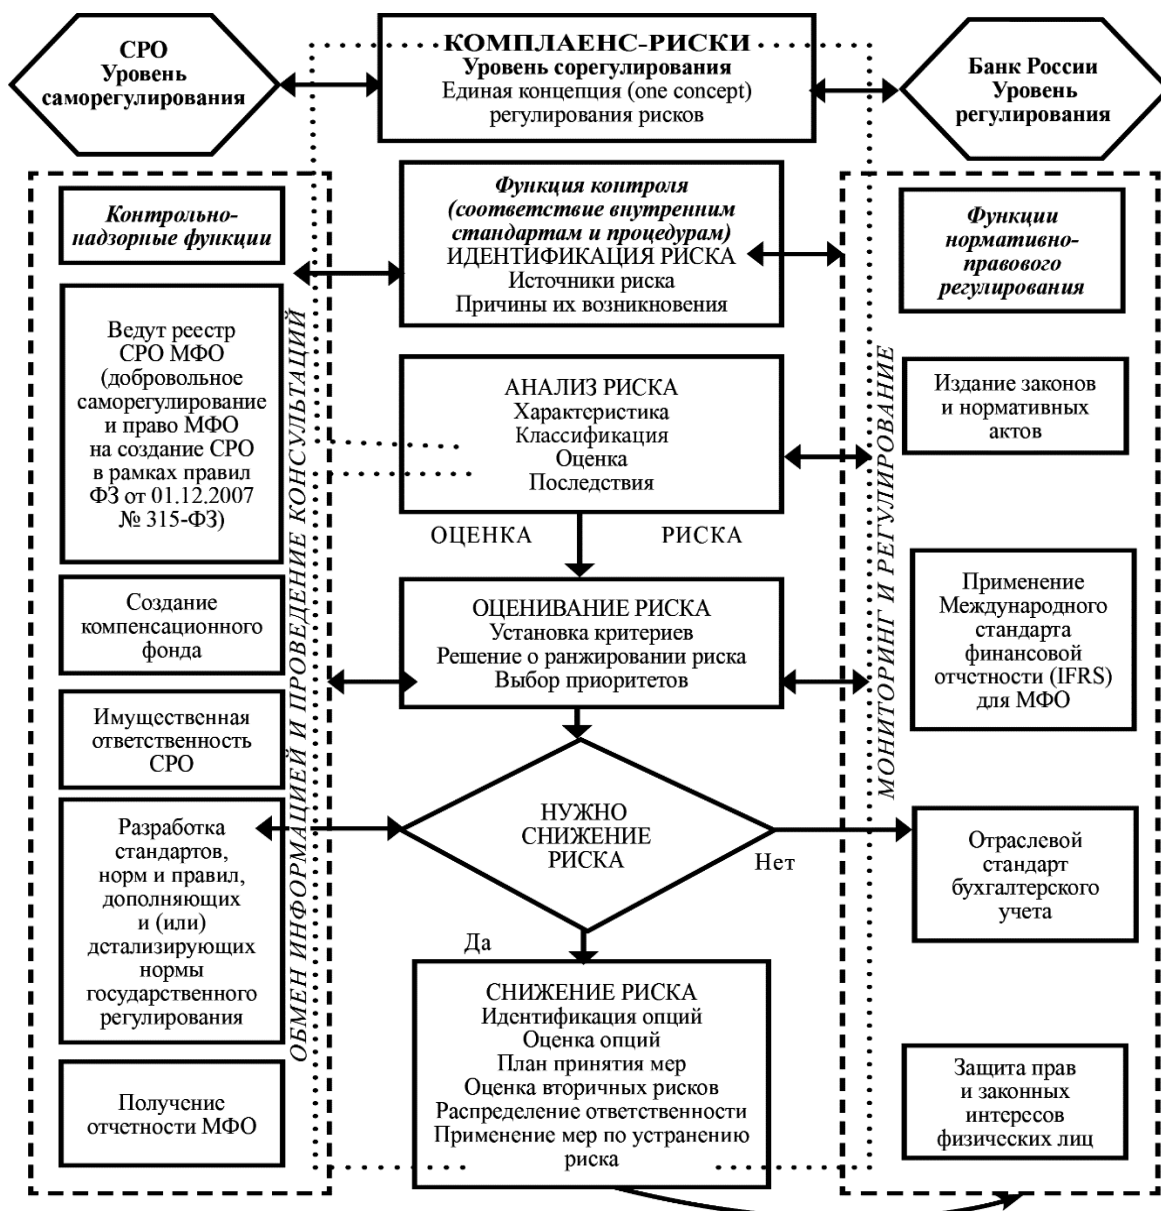 СРО
Уровень
саморегулирования
КОМПЛАЕНС-РИСКИ
Уровень сорегулирования
Единая концепция (one concept)
регулирования рисков
Банк России
Уровень
регулирования
Контрольно-
надзорные функции
Ведут реестр
СРО МФО
(добровольное
саморегулирование
и право МФО
на создание СРО
в рамках правил
ФЗ от 01.12.2007
№ 315-ФЗ)
Создание
компенсационного
фонда
Имущественная
ответственность
СРО
Разработка
стандартов,
норм и правил,
дополняющих
и (или)
детализирующих
нормы
государственного
регулирования
Получение
отчетности МФО
ОБМЕН ИНФОРМАЦИЕЙ И ПРОВЕДЕНИЕ КОНСУЛЬТАЦИЙ
Функция контроля
(соответствие внутренним
стандартам и процедурам)
ИДЕНТИФИКАЦИЯ РИСКА
Источники риска
Причины их возникновения
АНАЛИЗ РИСКА
Характеристика
Классификация
Оценка
Последствия
ОЦЕНКА РИСКА
ОЦЕНИВАНИЕ РИСКА
Установка критериев
Решение о ранжировании риска
Выбор приоритетов
НУЖНО
СНИЖЕНИЕ
РИСКА
Нет
Да
СНИЖЕНИЕ РИСКА
Идентификация опций
Оценка опций
План принятия мер
Оценка вторичных рисков
Распределение ответственности
Применение мер по устранению
риска
МОНИТОРИНГ И РЕГУЛИРОВАНИЕ
Функции
нормативно-
правового
регулирования
Издание законов
и нормативных
актов
Применение
Международного
стандарта
финансовой
отчетности (IFRS)
для МФО
Отраслевой
стандарт
бухгалтерского
учета
Защита прав
и законных
интересов
физических лиц